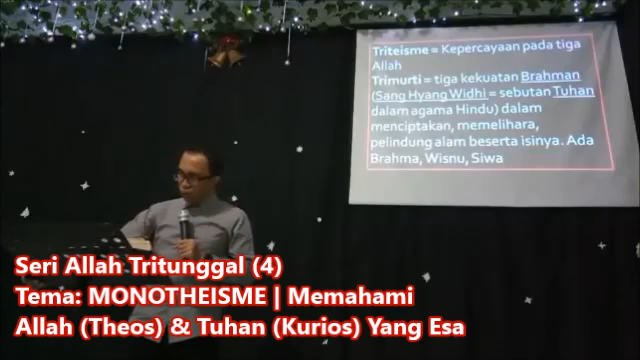 Triteisme = Kepercayaan pada tiga
Allah
Trimurti = tiga kekuatan Brahman
(Sang Hyang Widhi = sebutan Tuhan
dalam agama Hindu) dalam
menciptakan, memelihara,
pelindung alam beserta isinya. Ada
Brahma, Wisnu, Siwa
Seri Allah Tritunggal (4)
Tema: MONOTHEISME | Memahami
Allah (Theos) & Tuhan (Kurios) Yang Esa